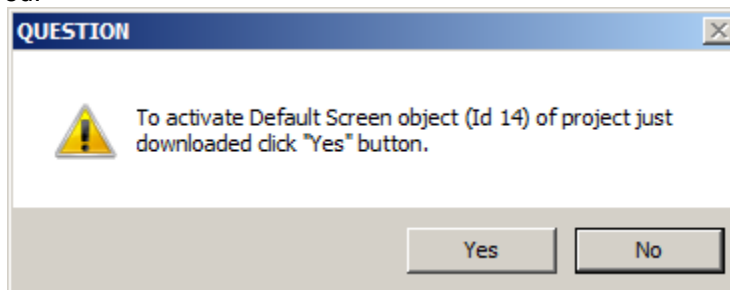 QUESTION
To activate Default Screen object (Id 14) of project just
downloaded click "Yes" button.
Yes
No